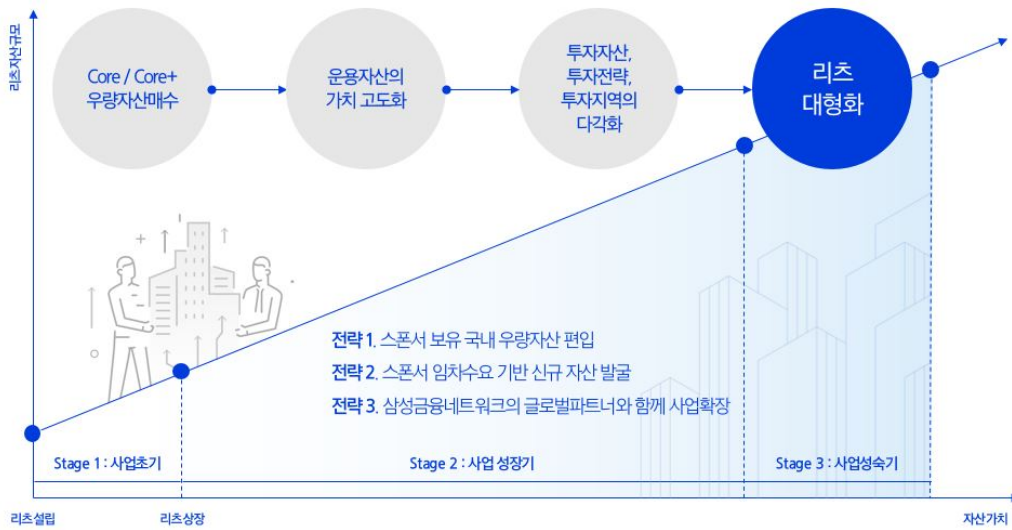 리츠자산규모
Core / Core+
우량자산매수
운용자산의
가치 고도화
투자자산,
투자전략,
투자지역의
다각화
리츠
대형화
전략 1. 스폰서 보유 국내 우량자산 편입
전략 2. 스폰서 임차수요 기반 신규 자산 발굴
전략 3. 삼성금융네트워크의 글로벌파트너와 함께 사업확장
Stage 1 : 사업초기
Stage 2 : 사업 성장기
Stage 3 : 사업성숙기
리츠설립
리츠상장
자산가치